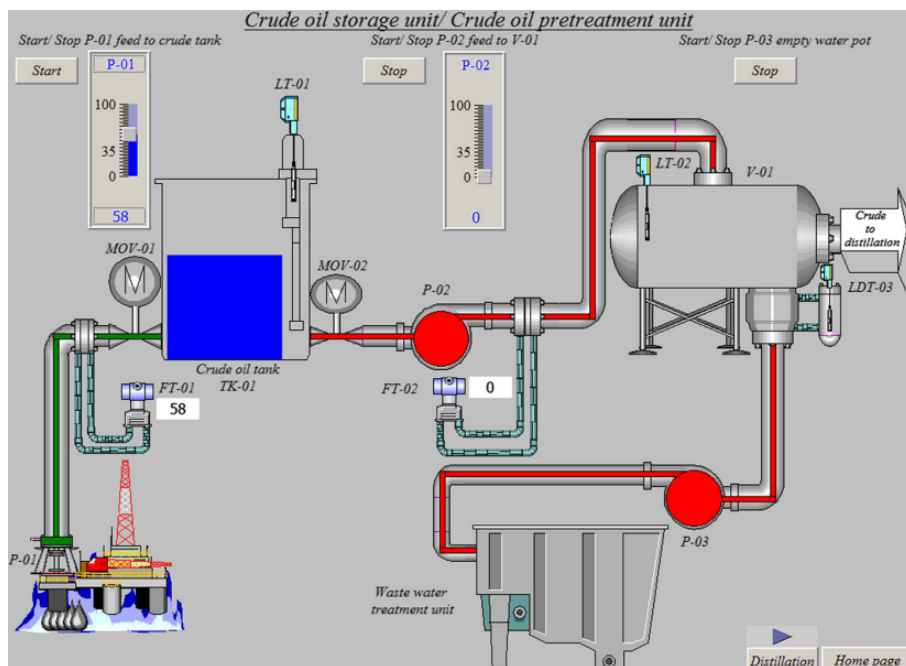 Crude oil storage unit/ Crude oil pretreatment unit
Start/ Stop P-01 feed to crude tank
Start/ Stop P-02 feed to V-01
Start/ Stop P-03 empty water pot
Start
P-01
100
35
0
58
LT-01
Stop
P-02
100
35
0
0
Stop
LT-02
V-01
Crude
to
distillation
LDT-03
MOV-01
MOV-02
P-02
Crude oil tank
TK-01
FT-01
58
FT-02
0
P-01
P-03
Waste water
treatment unit
Distillation
Home page